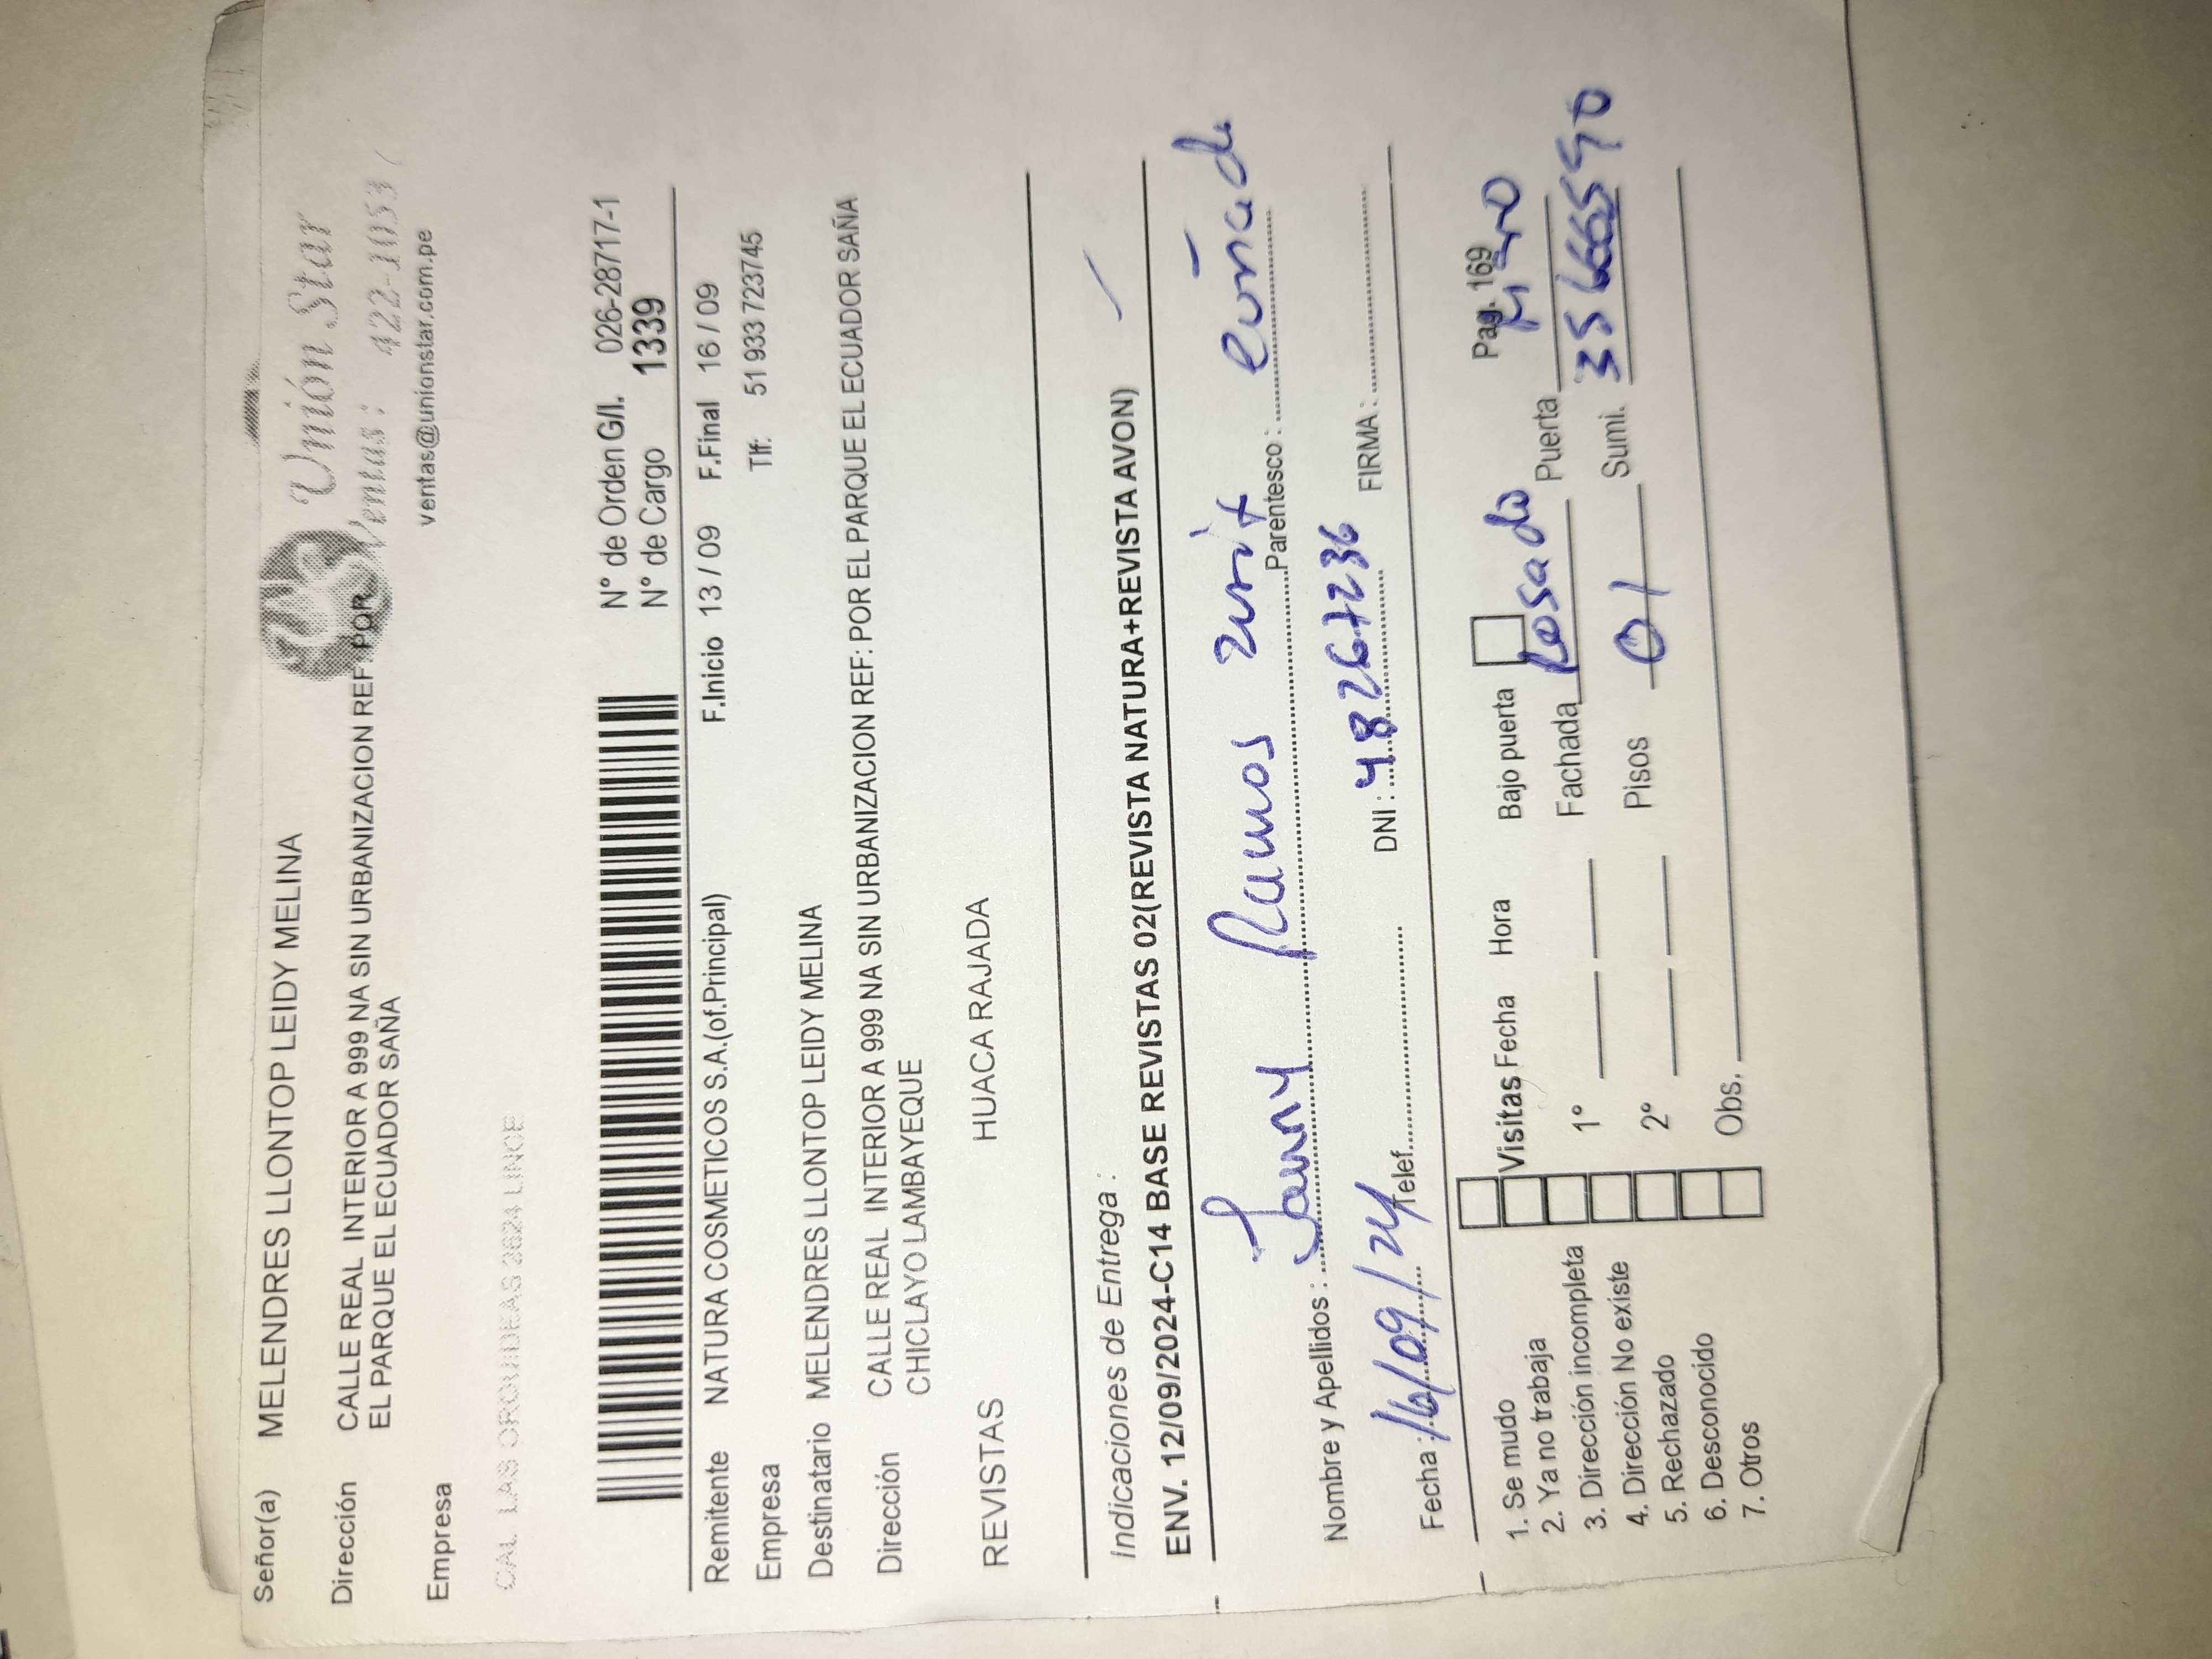 Señor(a) MELENDRES LLONTOP LEIDY MELINA
Unión Star
Ventas: 422-1053
ventas@unionstar.com.pe
Dirección CALLE REAL INTERIOR A 999 NA SIN URBANIZACION REF: POR
EL PARQUE EL ECUADOR SAÑA
Empresa
CAL. LAS ORQUIDEAS 2624 LINCE
N° de Orden G/I. 026-28717-1
N° de Cargo 1339
Remitente NATURA COSMETICOS S.A.(of.Principal) F.Inicio 13 / 09 F.Final 16 / 09
Empresa Tlf: 51 933 723745
Destinatario MELENDRES LLONTOP LEIDY MELINA
Dirección CALLE REAL INTERIOR A 999 NA SIN URBANIZACION REF: POR EL PARQUE EL ECUADOR SAÑA
CHICLAYO LAMBAYEQUE
REVISTAS HUACA RAJADA
Indicaciones de Entrega :
ENV. 12/09/2024-C14 BASE REVISTAS 02(REVISTA NATURA+REVISTA AVON)
Nombre y Apellidos : Ramos Parentesco : cuñada
Fecha : 16/09/24 Telef. DNI : 48267236 FIRMA :
Pag. 169
1. Se mudo
2. Ya no trabaja
3. Dirección incompleta
4. Dirección No existe
5. Rechazado
6. Desconocido
7. Otros
Visitas Fecha Hora
1º
2º
Obs.
Bajo puerta
Fachada Rosado Puerta
Pisos 01 Sumi.